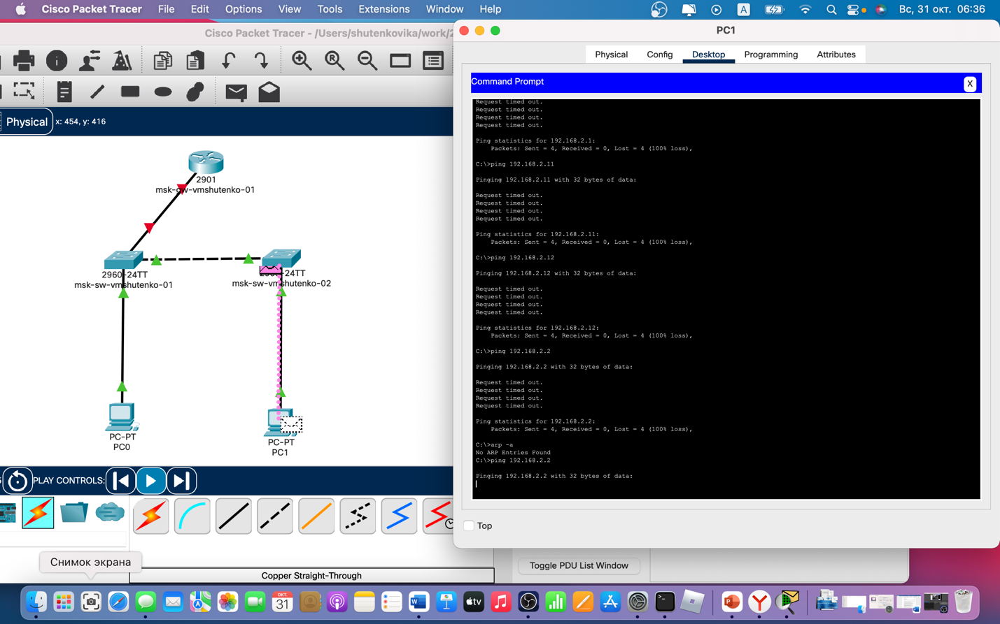 Cisco Packet Tracer File Edit Options View Tools Extensions Window Help
A
Вс, 31 окт. 06:36
Cisco Packet Tracer - /Users/shutenkovika/work/2
PC1
Physical Config Desktop Programming Attributes
Command Prompt
X
Physical x: 454, y: 416
Request timed out.
Request timed out.
Request timed out.
Request timed out.
Ping statistics for 192.168.2.1:
Packets: Sent = 4, Received = 0, Lost = 4 (100% loss),
C:\>ping 192.168.2.11
Pinging 192.168.2.11 with 32 bytes of data:
Request timed out.
Request timed out.
Request timed out.
Request timed out.
Ping statistics for 192.168.2.11:
Packets: Sent = 4, Received = 0, Lost = 4 (100% loss),
C:\>ping 192.168.2.12
Pinging 192.168.2.12 with 32 bytes of data:
Request timed out.
Request timed out.
Request timed out.
Request timed out.
Ping statistics for 192.168.2.12:
Packets: Sent = 4, Received = 0, Lost = 4 (100% loss),
C:\>ping 192.168.2.2
Pinging 192.168.2.2 with 32 bytes of data:
Request timed out.
Request timed out.
Request timed out.
Request timed out.
Ping statistics for 192.168.2.2:
Packets: Sent = 4, Received = 0, Lost = 4 (100% loss),
C:\>arp -a
No ARP Entries Found
C:\>ping 192.168.2.2
Pinging 192.168.2.2 with 32 bytes of data:
Top
2901
msk-gw-vmshutenko-01
2960-24TT
msk-sw-vmshutenko-01
2960-24TT
msk-sw-vmshutenko-02
PC-PT
PC0
PC-PT
PC1
PLAY CONTROLS:
Снимок экрана
Copper Straight-Through
Toggle PDU List Window
ОКТ.
31
tv